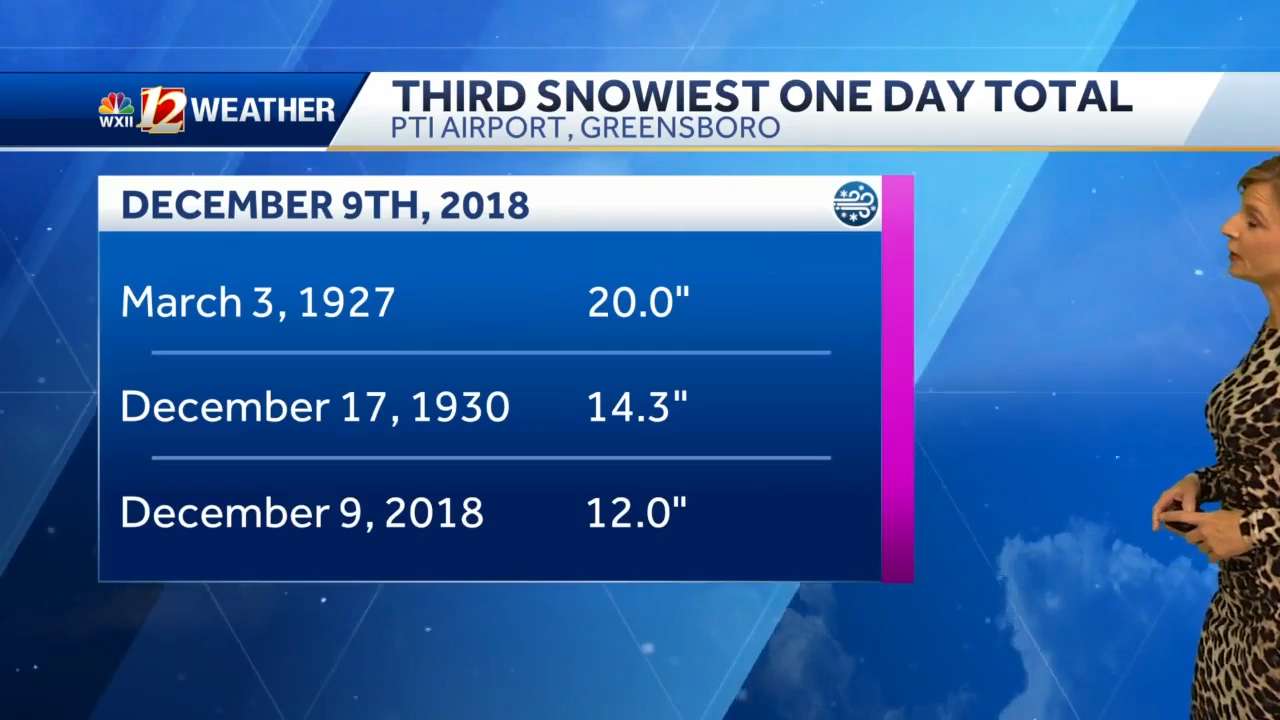 WXII 12 WEATHER
THIRD SNOWIEST ONE DAY TOTAL
PTI AIRPORT, GREENSBORO
DECEMBER 9TH, 2018
March 3, 1927 20.0"
December 17, 1930 14.3"
December 9, 2018 12.0"